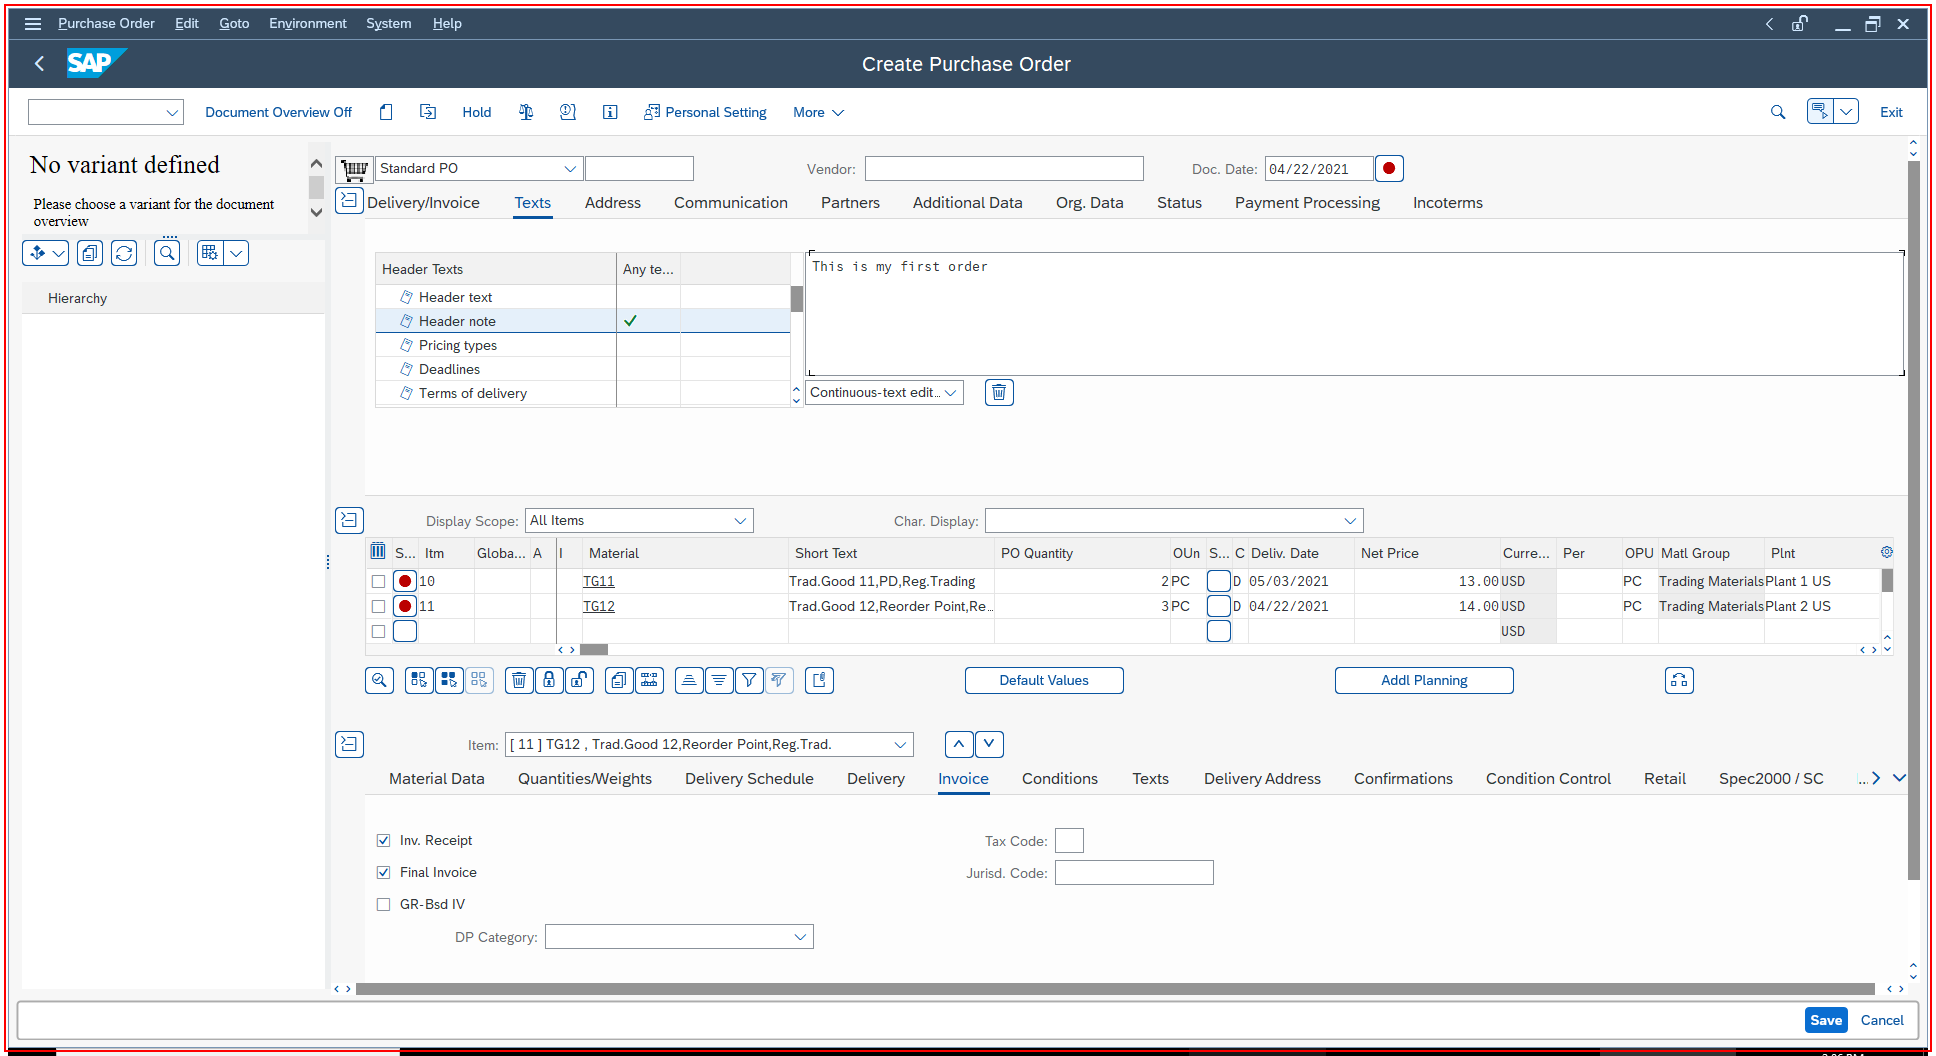 Purchase Order Edit Goto Environment System Help
SAP Create Purchase Order
Document Overview Off Hold Personal Setting More Exit
No variant defined
Please choose a variant for the document
overview
Hierarchy
Standard PO Vendor: Doc. Date: 04/22/2021
Delivery/Invoice Texts Address Communication Partners Additional Data Org. Data Status Payment Processing Incoterms
Header Texts Any te...
Header text
Header note
Pricing types
Deadlines
Terms of delivery
This is my first order
Continuous-text edit...
Display Scope: All Items Char. Display:
S... Itm Globa... A I Material Short Text PO Quantity OUn S... C Deliv. Date Net Price Curre... Per OPU Matl Group Plnt
10 TG11 Trad.Good 11,PD,Reg.Trading 2 PC D 05/03/2021 13.00 USD PC Trading Materials Plant 1 US
11 TG12 Trad.Good 12,Reorder Point,Re... 3 PC D 04/22/2021 14.00 USD PC Trading Materials Plant 2 US
USD
Default Values Addl Planning
Item: [ 11 ] TG12 , Trad.Good 12,Reorder Point,Reg.Trad.
Material Data Quantities/Weights Delivery Schedule Delivery Invoice Conditions Texts Delivery Address Confirmations Condition Control Retail Spec2000 / SC ...
Inv. Receipt Tax Code:
Final Invoice Jurisd. Code:
GR-Bsd IV
DP Category:
Save Cancel